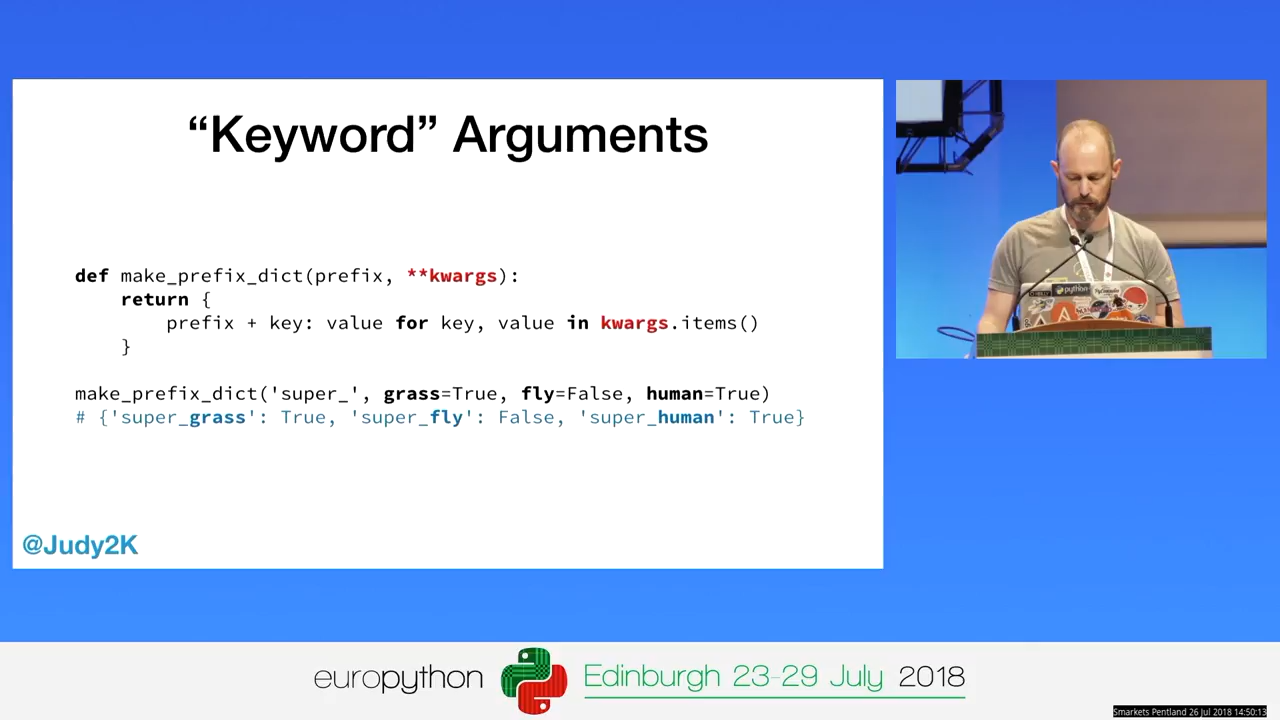 “Keyword” Arguments
def make_prefix_dict(prefix, **kwargs):
    return {
        prefix + key: value for key, value in kwargs.items()
    }
make_prefix_dict('super_', grass=True, fly=False, human=True)
# {'super_grass': True, 'super_fly': False, 'super_human': True}
@Judy2K
python
europython Edinburgh 23-29 July 2018
Smarkets Pentland 26 Jul 2018 14:50:13